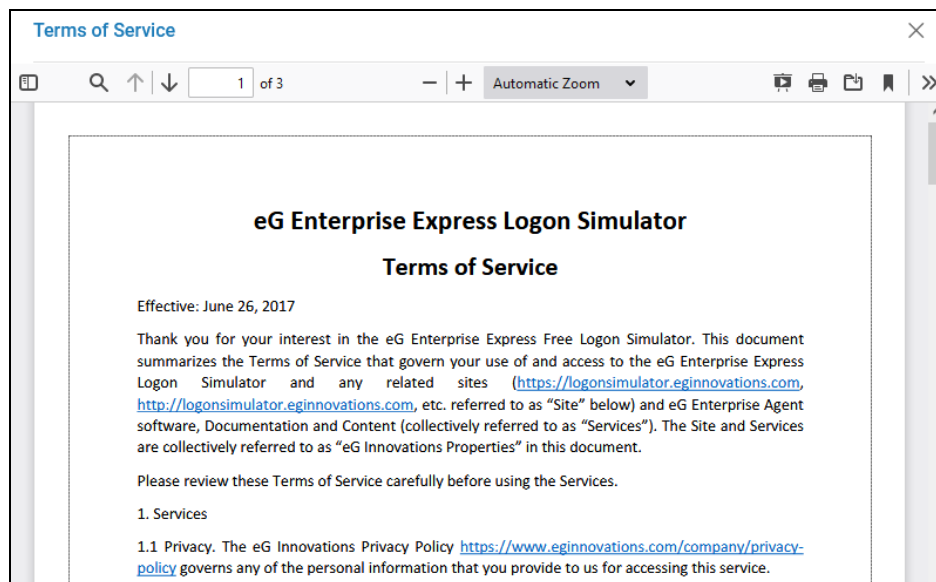 Terms of Service
1 of 3 Automatic Zoom
eG Enterprise Express Logon Simulator
Terms of Service
Effective: June 26, 2017
Thank you for your interest in the eG Enterprise Express Free Logon Simulator. This document
summarizes the Terms of Service that govern your use of and access to the eG Enterprise Express
Logon Simulator and any related sites (https://logonsimulator.eginnovations.com,
http://logonsimulator.eginnovations.com, etc. referred to as “Site” below) and eG Enterprise Agent
software, Documentation and Content (collectively referred to as “Services”). The Site and Services
are collectively referred to as “eG Innovations Properties” in this document.
Please review these Terms of Service carefully before using the Services.
1. Services
1.1 Privacy. The eG Innovations Privacy Policy https://www.eginnovations.com/company/privacy-
policy governs any of the personal information that you provide to us for accessing this service.